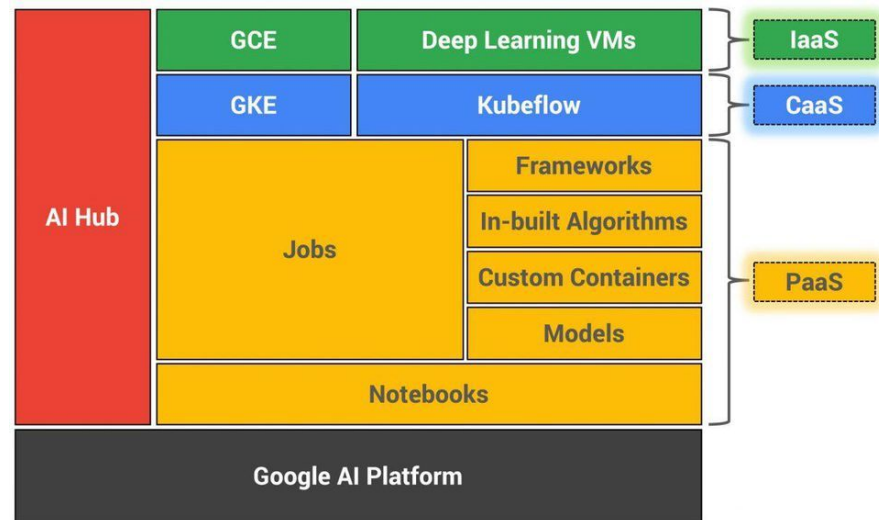 GCE
Deep Learning VMs
IaaS
GKE
Kubeflow
CaaS
AI Hub
Jobs
Frameworks
In-built Algorithms
Custom Containers
Models
PaaS
Notebooks
Google AI Platform